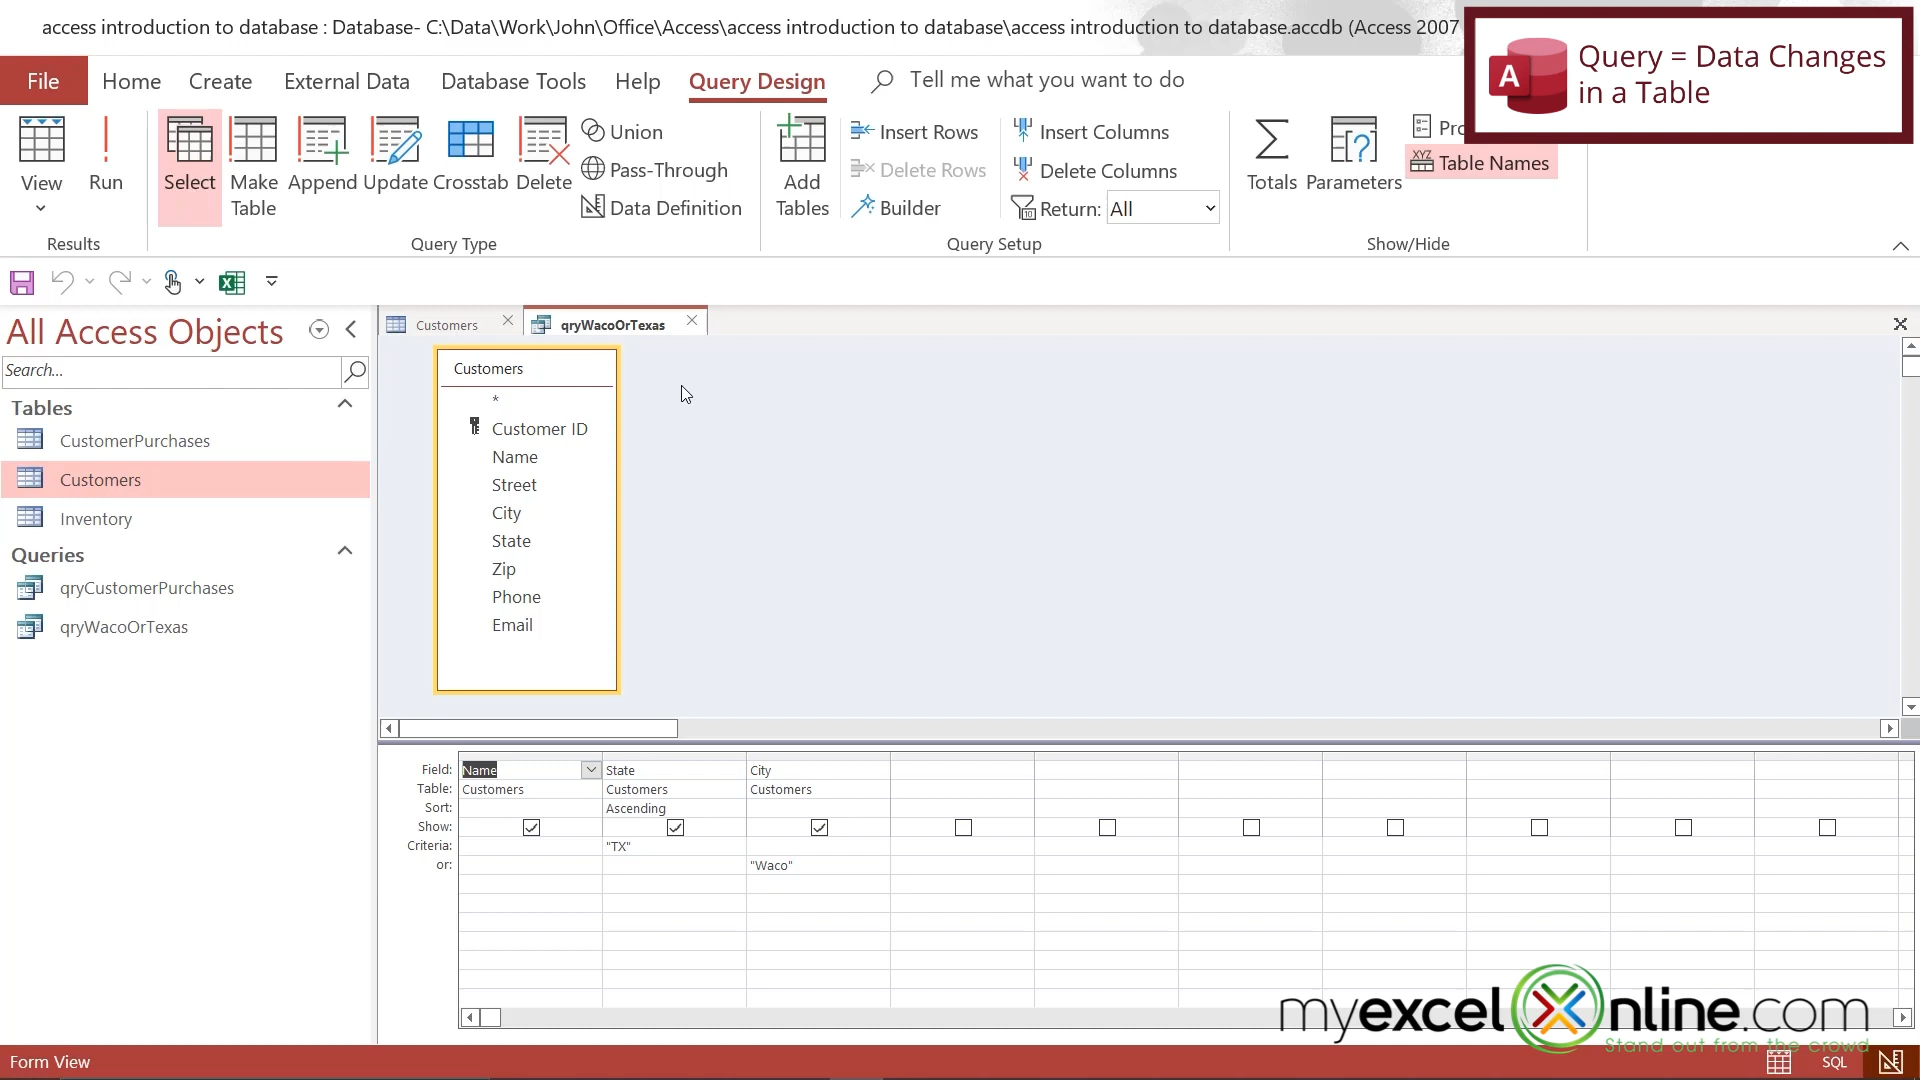 access introduction to database : Database- C:\Data\Work\John\Office\Access\access introduction to database\access introduction to database.accdb (Access 2007
Query = Data Changes
in a Table
File Home Create External Data Database Tools Help Query Design Tell me what you want to do
View
Run
Select
Make
Table
Append
Update
Crosstab
Delete
Union
Pass-Through
Data Definition
Add
Tables
Insert Rows
Delete Rows
Builder
Insert Columns
Delete Columns
Return: All
Totals
Parameters
Table Names
Results
Query Type
Query Setup
Show/Hide
All Access Objects
Search...
Tables
CustomerPurchases
Customers
Inventory
Queries
qryCustomerPurchases
qryWacoOrTexas
Customers
qryWacoOrTexas
Customers
*
Customer ID
Name
Street
City
State
Zip
Phone
Email
Field: Name State City
Table: Customers Customers Customers
Sort: Ascending
Show:
Criteria: "TX"
or: "Waco"
myexcelonline.com
Stand out from the crowd
Form View
SQL